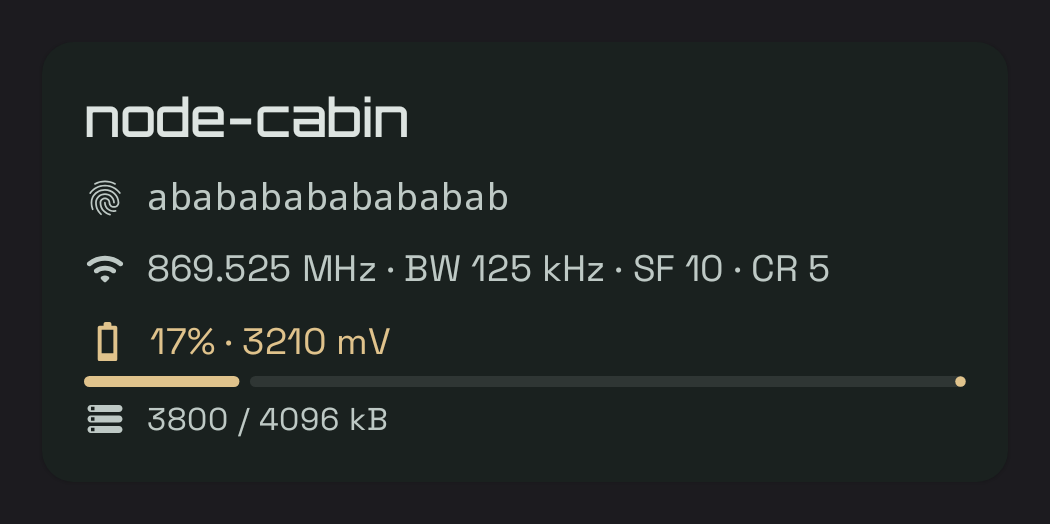 node-cabin
abababababababab
869.525 MHz · BW 125 kHz · SF 10 · CR 5
17% · 3210 mV
3800 / 4096 kB